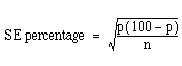 SE percentage = √(p(100 − p) / n)